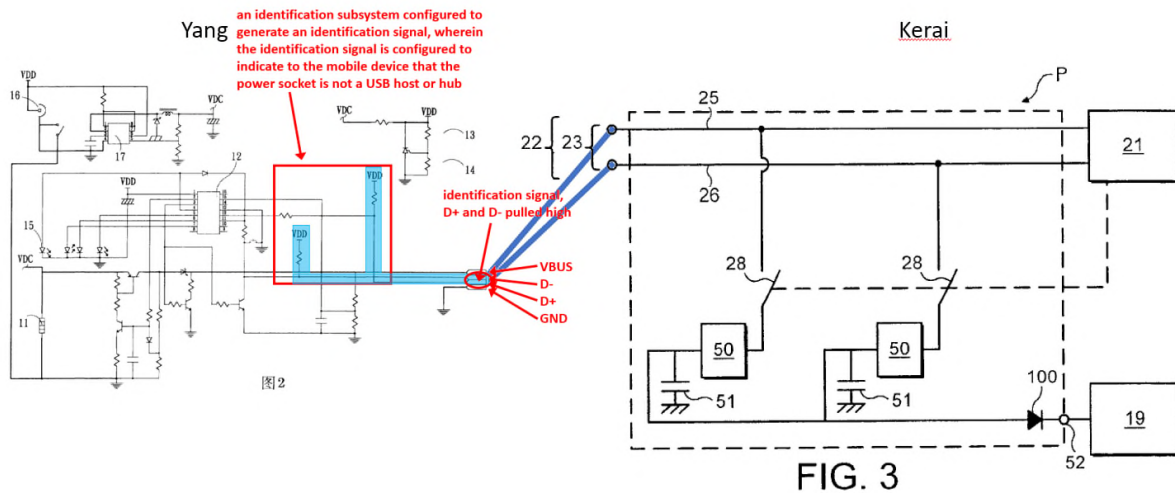 Yang
Kerai
an identification subsystem configured to
generate an identification signal, wherein
the identification signal is configured to
indicate to the mobile device that the
power socket is not a USB host or hub
VDD
16
VDC
17
12
VDD
15
VDC
11
VDC
VDD
13
14
VDD
VDD
identification signal,
D+ and D- pulled high
VBUS
D-
D+
GND
图2
P
25
22
23
21
26
28
28
50
50
51
51
100
52
19
FIG. 3